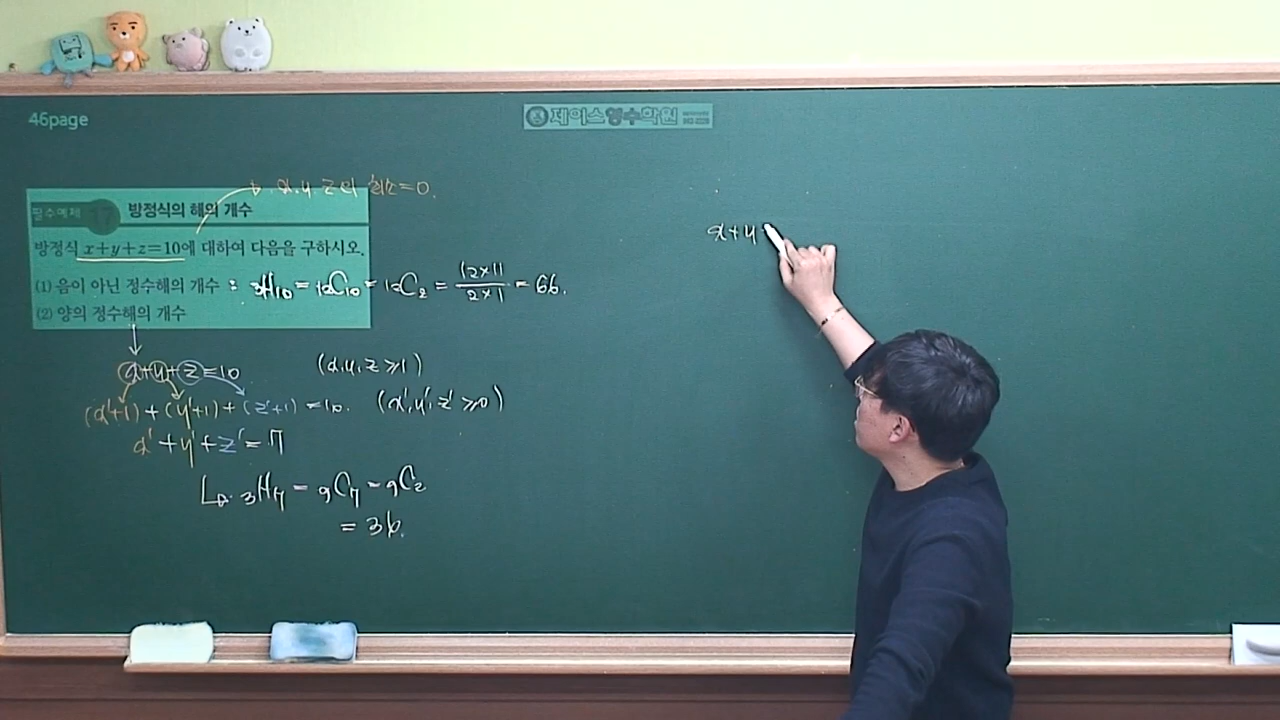 46page
제이스영수학원
x, y, z의 최소=0.
필수예제 17 방정식의 해의 개수
방정식 x+y+z=10에 대하여 다음을 구하시오.
(1) 음이 아닌 정수해의 개수 : ₃H₁₀ = ₁₂C₁₀ = ₁₂C₂ = 12×11/2×1 = 66.
(2) 양의 정수해의 개수
x+y+z=10 (x,y,z≥1)
(x'+1)+(y'+1)+(z'+1)=10. (x',y',z'≥0)
x'+y'+z'=7
₃H₇ = ₉C₇ = ₉C₂
= 36.
x+y